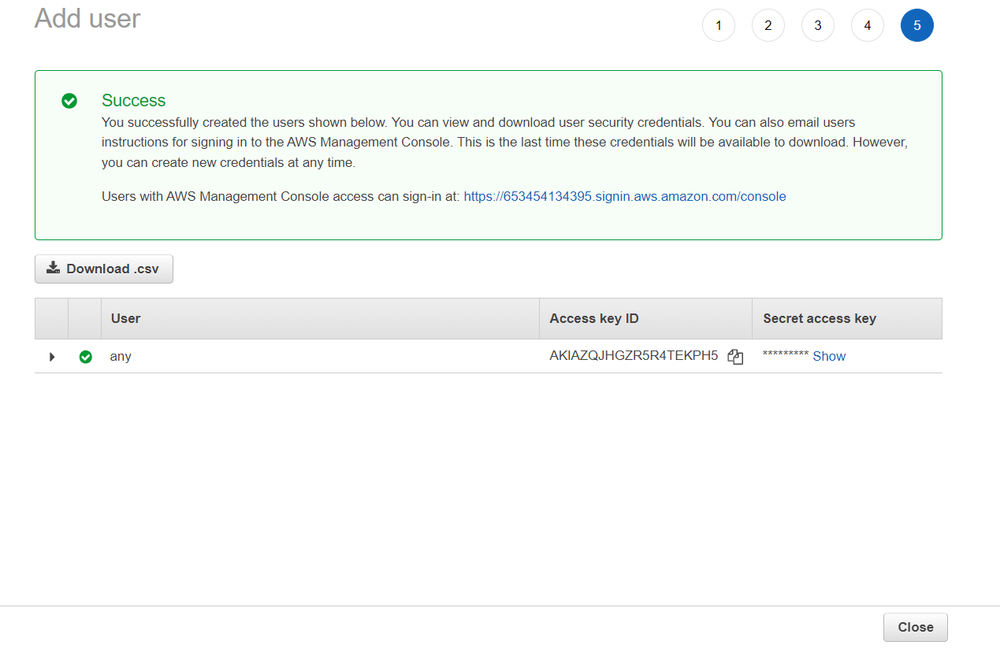 Add user
1 2 3 4 5
Success
You successfully created the users shown below. You can view and download user security credentials. You can also email users
instructions for signing in to the AWS Management Console. This is the last time these credentials will be available to download. However,
you can create new credentials at any time.
Users with AWS Management Console access can sign-in at: https://653454134395.signin.aws.amazon.com/console
Download .csv
User Access key ID Secret access key
any AKIAZQJHGZR5R4TEKPH5 ********* Show
Close